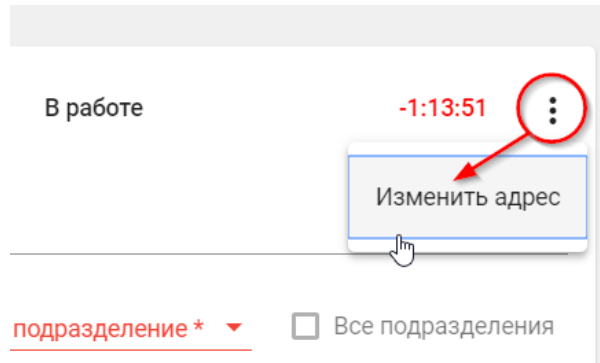 В работе
-1:13:51
Изменить адрес
подразделение *
Все подразделения